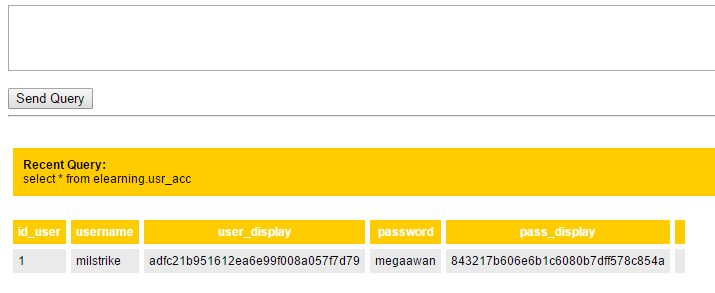 Send Query
Recent Query:
select * from elearning.usr_acc
id_user username user_display password pass_display
1 milstrike adfc21b951612ea6e99f008a057f7d79 megaawan 843217b606e6b1c6080b7dff578c854a